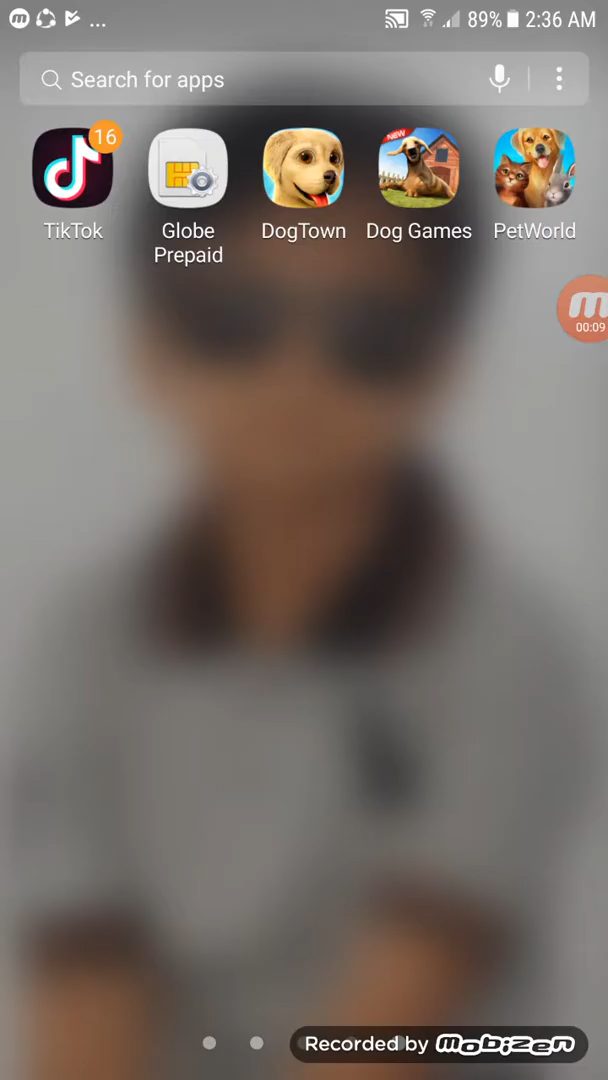 m ... 89% 2:36 AM
Search for apps
16
NEW
TikTok
Globe
Prepaid
DogTown
Dog Games
PetWorld
m
00:09
Recorded by mobizen